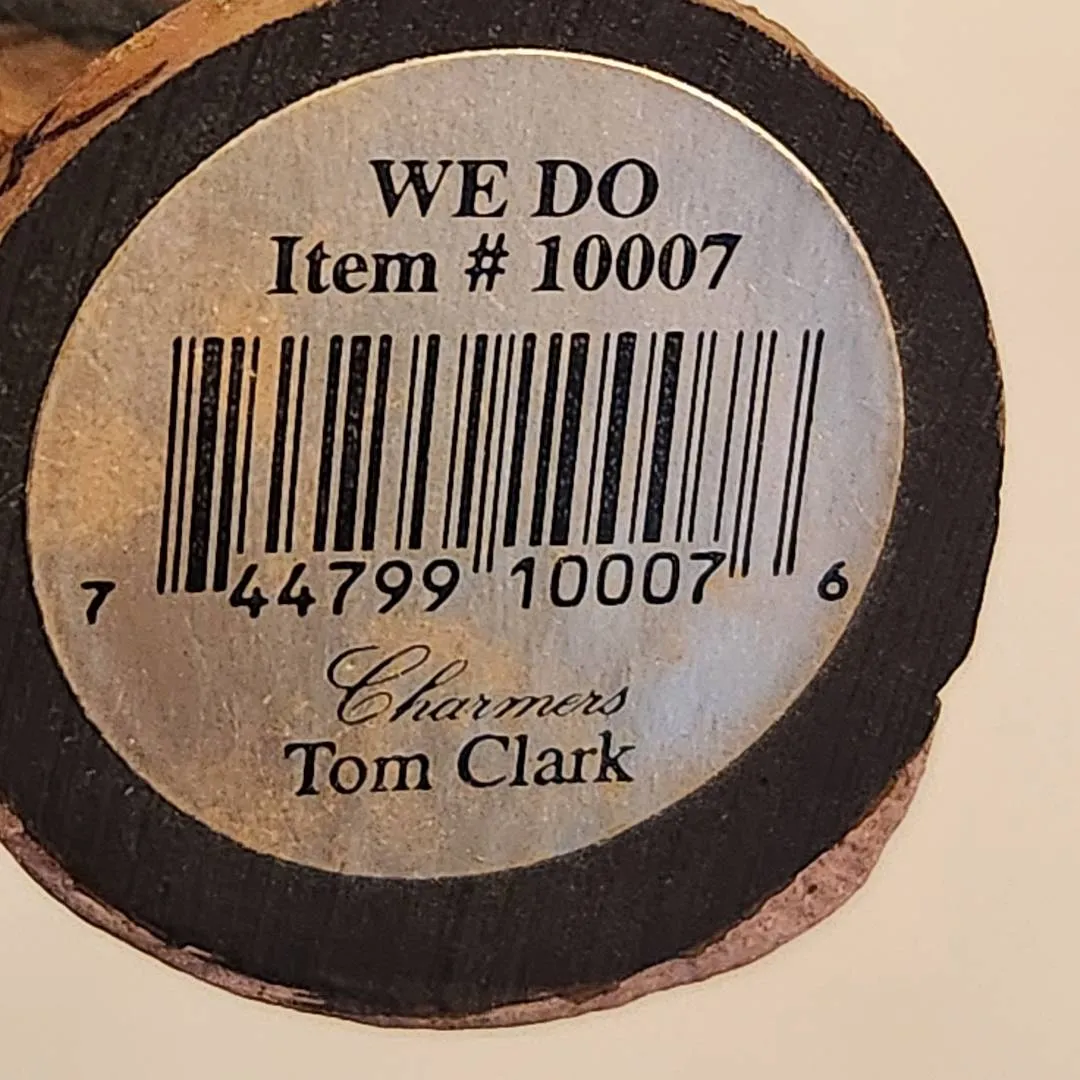 WE DO
Item # 10007
7 44799 10007 6
Charmers
Tom Clark